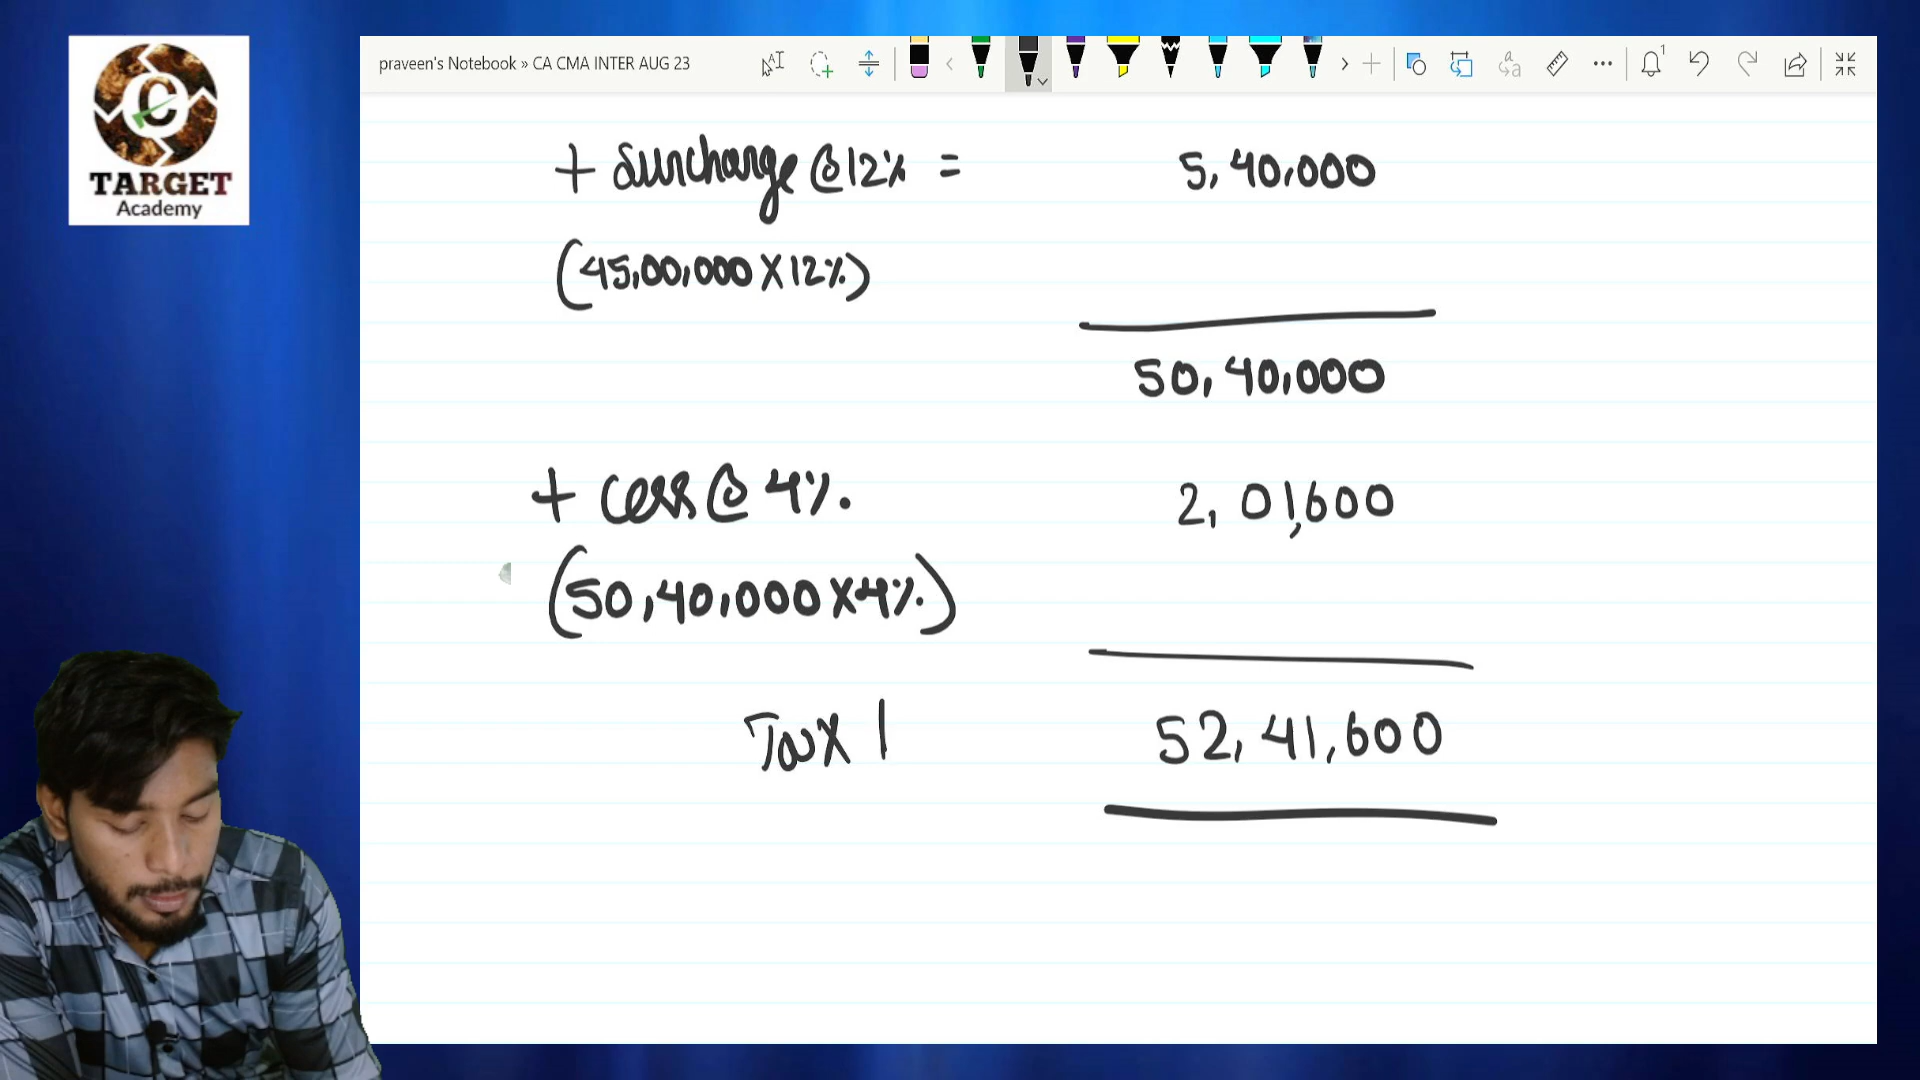 praveen's Notebook » CA CMA INTER AUG 23
C
TARGET
Academy
+ Surcharge @ 12% = 5,40,000
(45,00,000 X 12%)
50,40,000
+ Cess @ 4%. 2,01,600
(50,40,000 X 4%)
Tax 52,41,600